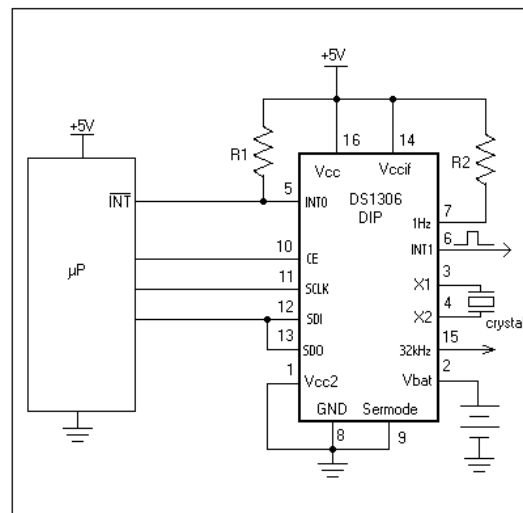 +5V
+5V
16
14
R1
R2
Vcc
Vccif
5
DS1306
DIP
7
INT
INT0
1Hz
6
INT1
10
μP
CE
3
11
X1
SCLK
4
12
SDI
X2
crysta
13
15
SDO
32kHz
1
2
Vcc2
Vbat
GND
Sermode
8
9